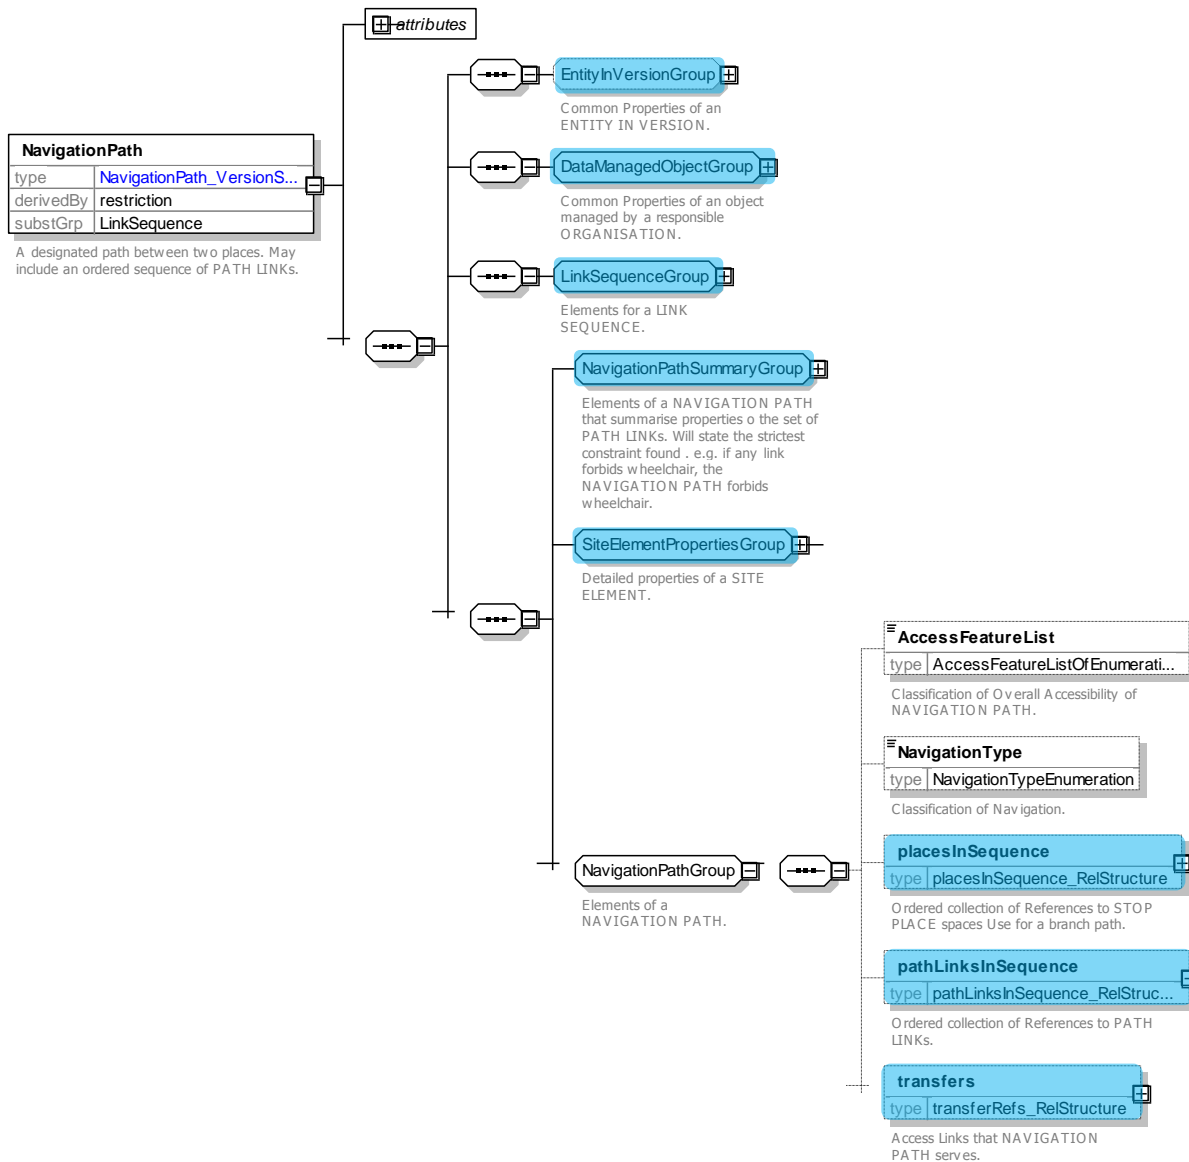 attributes
EntityInVersionGroup
Common Properties of an
ENTITY IN VERSION.
NavigationPath
type NavigationPath_VersionS...
derivedBy restriction
substGrp LinkSequence
A designated path between two places. May
include an ordered sequence of PATH LINKs.
DataManagedObjectGroup
Common Properties of an object
managed by a responsible
ORGANISATION.
LinkSequenceGroup
Elements for a LINK
SEQUENCE.
NavigationPathSummaryGroup
Elements of a NAVIGATION PATH
that summarise properties o the set of
PATH LINKs. Will state the strictest
constraint found . e.g. if any link
forbids wheelchair, the
NAVIGATION PATH forbids
wheelchair.
SiteElementPropertiesGroup
Detailed properties of a SITE
ELEMENT.
AccessFeatureList
type AccessFeatureListOfEnumerati...
Classification of Overall Accessibility of
NAVIGATION PATH.
NavigationType
type NavigationTypeEnumeration
Classification of Navigation.
NavigationPathGroup
Elements of a
NAVIGATION PATH.
placesInSequence
type placesInSequence_RelStructure
Ordered collection of References to STOP
PLACE spaces Use for a branch path.
pathLinksInSequence
type pathLinksInSequence_RelStruc...
Ordered collection of References to PATH
LINKs.
transfers
type transferRefs_RelStructure
Access Links that NAVIGATION
PATH serves.